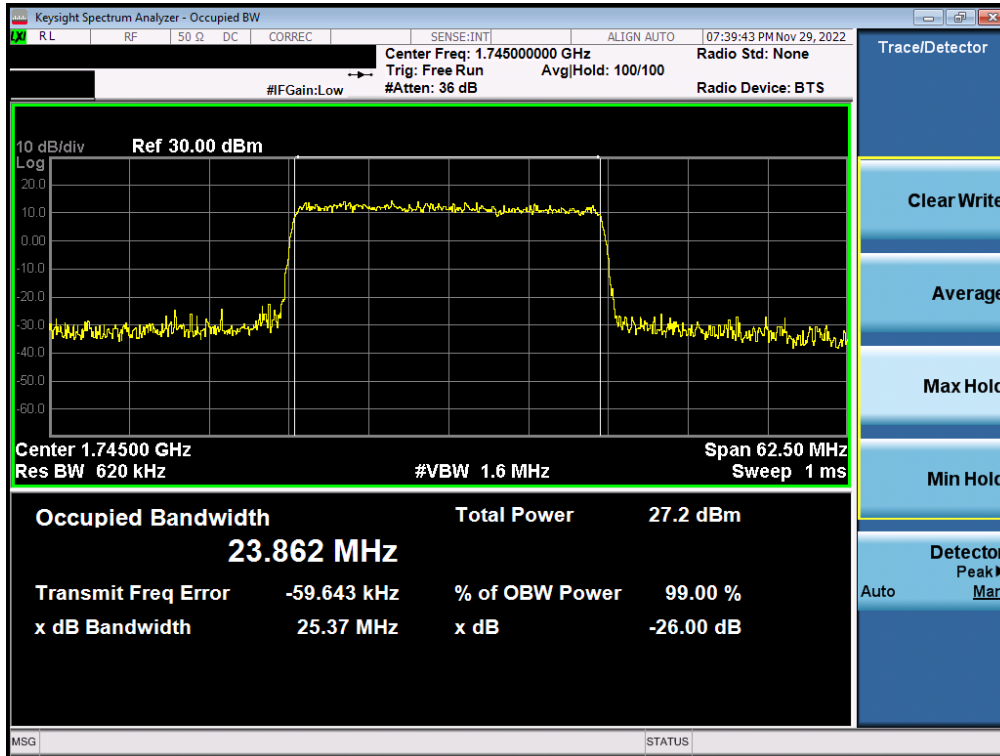 Keysight Spectrum Analyzer - Occupied BW
LXI RL RF 50 Ω DC CORREC SENSE:INT ALIGN AUTO 07:39:43 PM Nov 29, 2022
Center Freq: 1.745000000 GHz Radio Std: None
Trig: Free Run Avg|Hold: 100/100
#IFGain:Low #Atten: 36 dB Radio Device: BTS
Trace/Detector
10 dB/div Ref 30.00 dBm
Log
20.0
10.0
0.00
-10.0
-20.0
-30.0
-40.0
-50.0
-60.0
Center 1.74500 GHz Span 62.50 MHz
Res BW 620 kHz #VBW 1.6 MHz Sweep 1 ms
Occupied Bandwidth Total Power 27.2 dBm
23.862 MHz
Transmit Freq Error -59.643 kHz % of OBW Power 99.00 %
x dB Bandwidth 25.37 MHz x dB -26.00 dB
Clear Write
Average
Max Hold
Min Hold
Detector
Peak
Auto Man
MSG STATUS